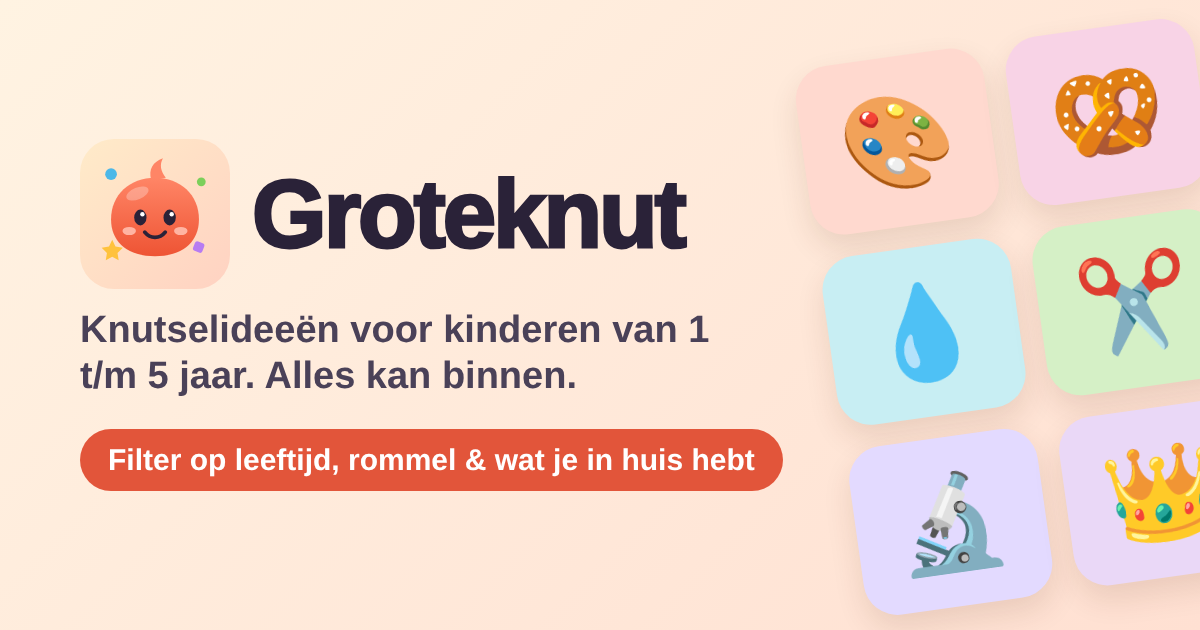 Groteknut
Knutselideeën voor kinderen van 1
t/m 5 jaar. Alles kan binnen.
Filter op leeftijd, rommel & wat je in huis hebt